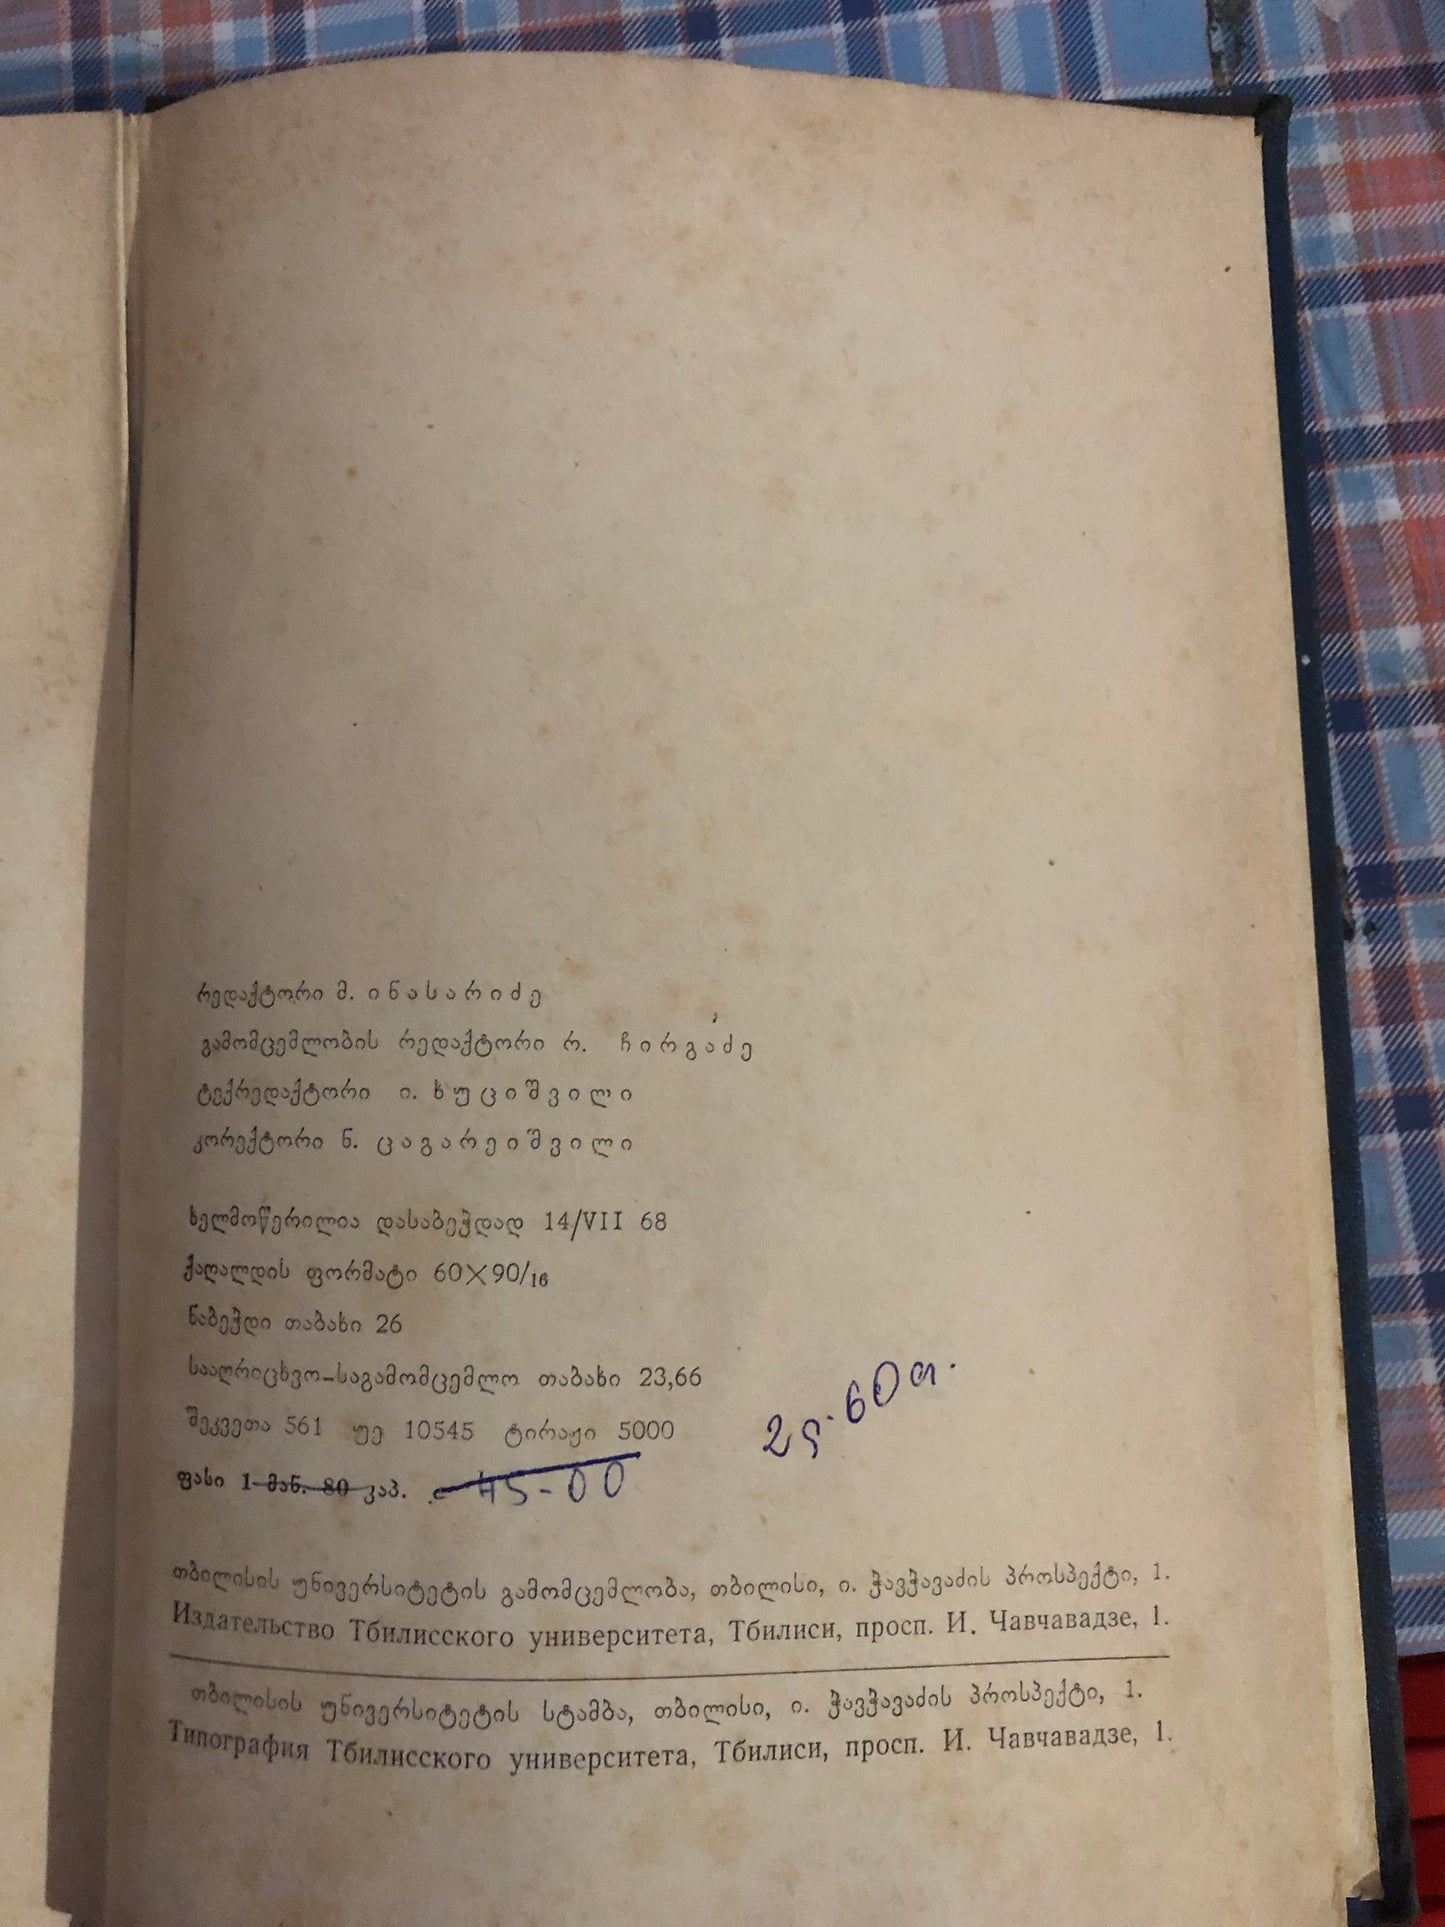 რედაქტორი მ. ინასარიძე
გამომცემლობის რედაქტორი რ. ჩირგაძე
ტექრედაქტორი ი. ხუციშვილი
კორექტორი ნ. ცაგარეიშვილი
ხელმოწერილია დასაბეჭდად 14/VII 68
ქაღალდის ფორმატი 60×90/16
ნაბეჭდი თაბახი 26
სააღრიცხვო-საგამომცემლო თაბახი 23,66
შეკვეთა 561 უე 10545 ტირაჟი 5000
ფასი 1 მან. 80 კაპ. 45-00
თბილისის უნივერსიტეტის გამომცემლობა, თბილისი, ი. ჭავჭავაძის პროსპექტი, 1.
Издательство Тбилисского университета, Тбилиси, просп. И. Чавчавадзе, 1.
თბილისის უნივერსიტეტის სტამბა, თბილისი, ი. ჭავჭავაძის პროსპექტი, 1.
Типография Тбилисского университета, Тбилиси, просп. И. Чавчавадзе, 1.